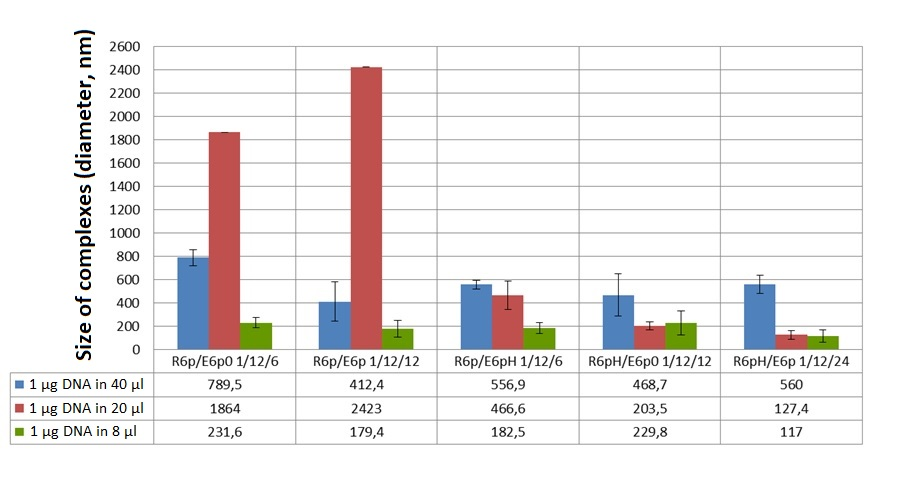 Size of complexes (diameter, nm)
2600
2400
2200
2000
1800
1600
1400
1200
1000
800
600
400
200
0
R6p/E6p0 1/12/6 R6p/E6p 1/12/12 R6p/E6pH 1/12/6 R6pH/E6p0 1/12/12 R6pH/E6p 1/12/24
1 µg DNA in 40 µl 789,5 412,4 556,9 468,7 560
1 µg DNA in 20 µl 1864 2423 466,6 203,5 127,4
1 µg DNA in 8 µl 231,6 179,4 182,5 229,8 117